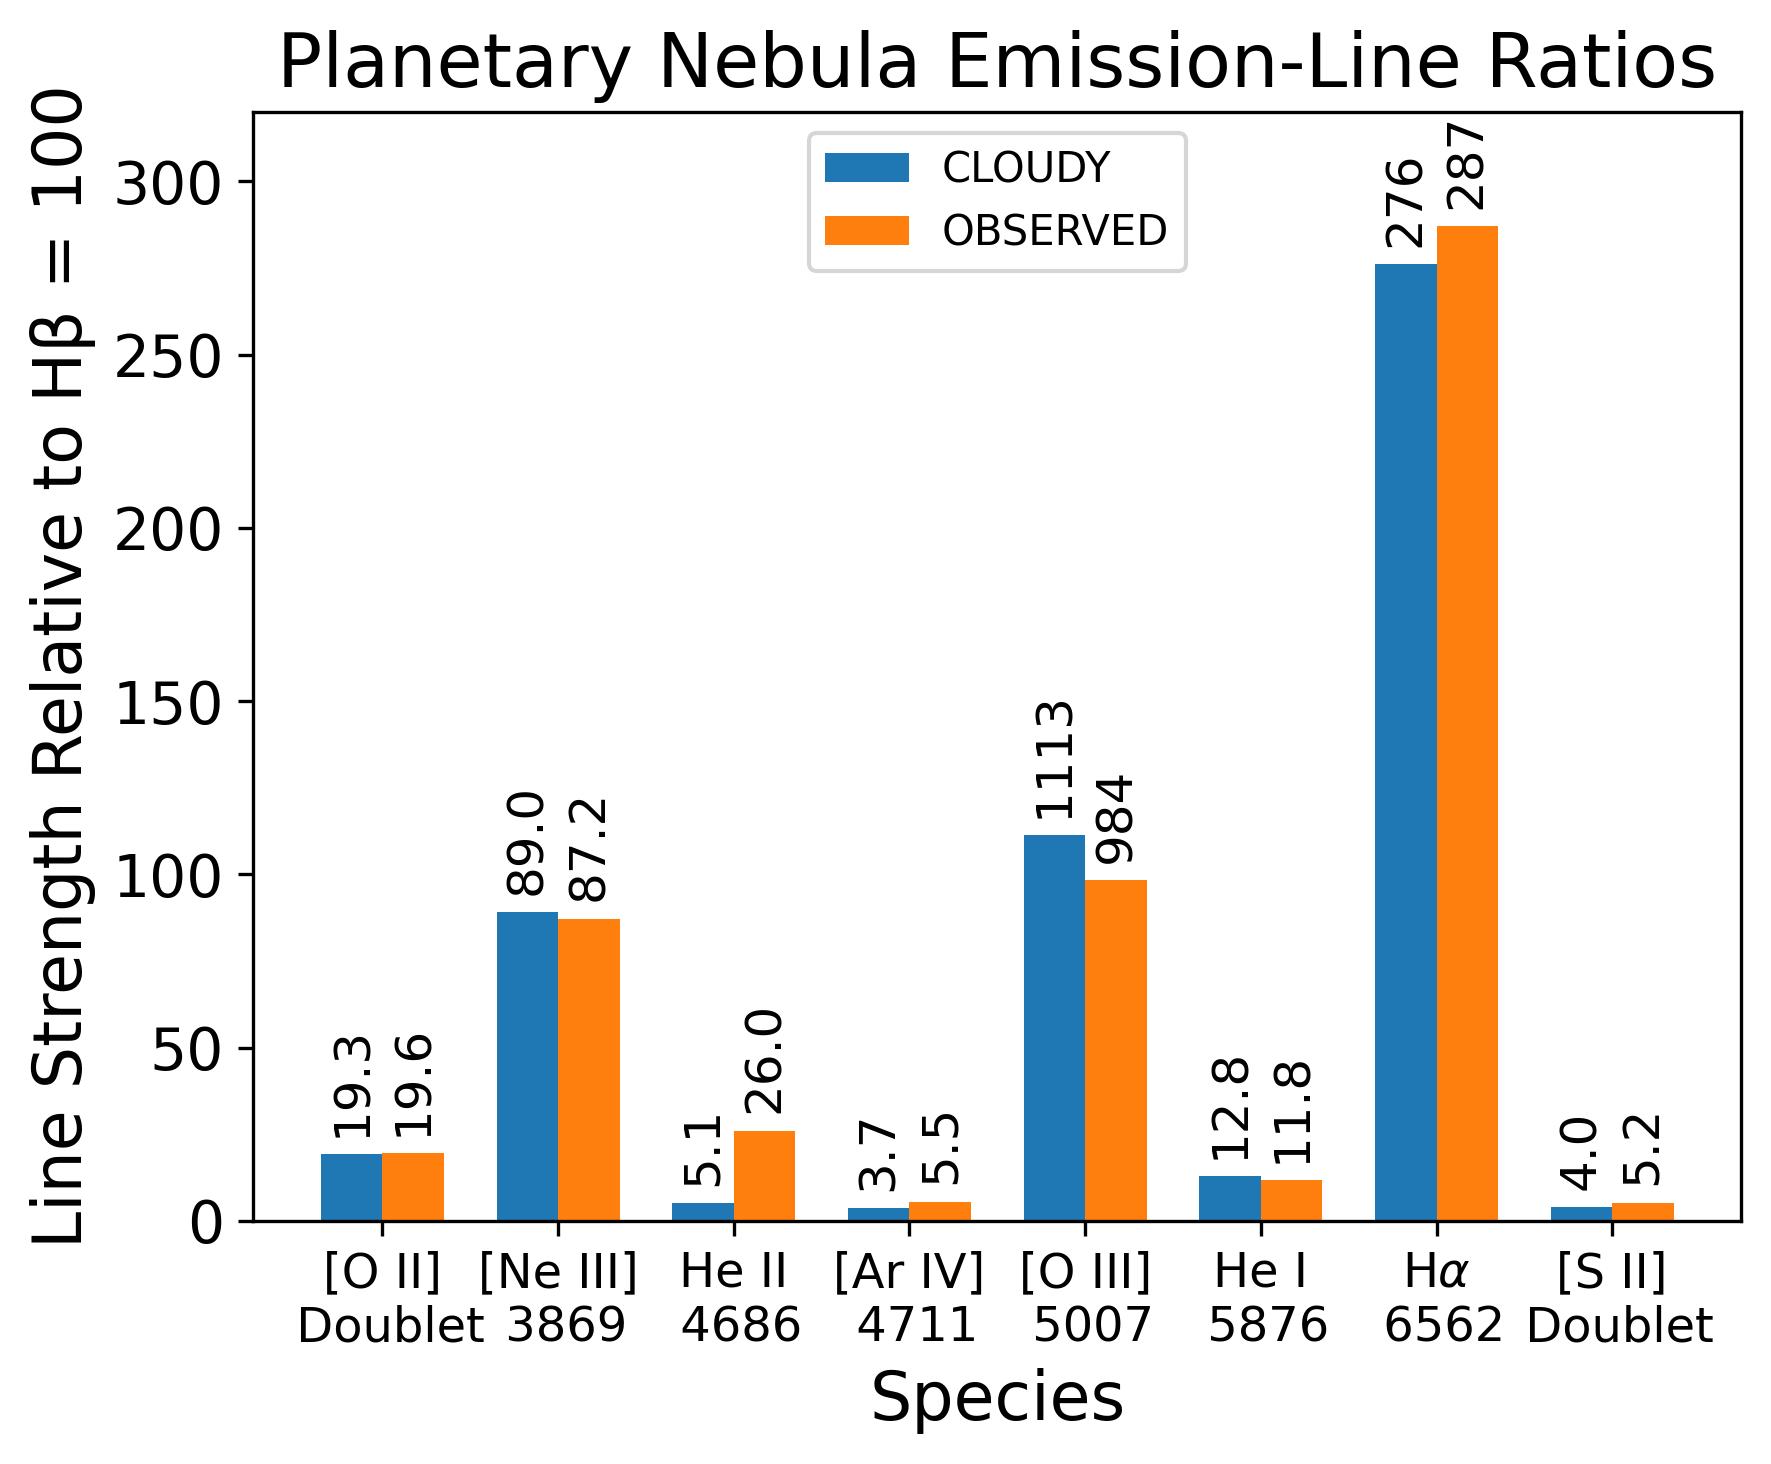 Planetary Nebula Emission-Line Ratios
Line Strength Relative to Hβ = 100
300
250
200
150
100
50
0
CLOUDY
OBSERVED
19.3
19.6
89.0
87.2
5.1
26.0
3.7
5.5
1113
984
12.8
11.8
276
287
4.0
5.2
[O II]
Doublet
[Ne III]
3869
He II
4686
[Ar IV]
4711
[O III]
5007
He I
5876
Hα
6562
[S II]
Doublet
Species